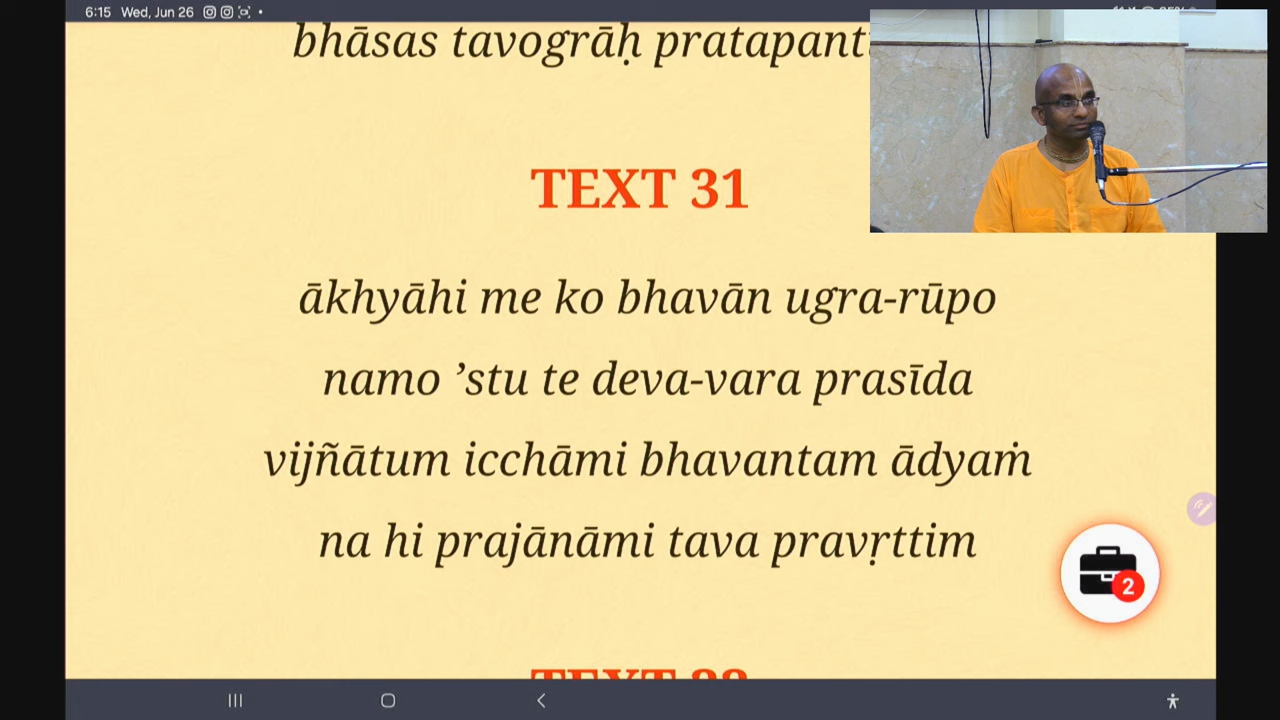 6:15 Wed, Jun 26
bhāsas tavogrāḥ
TEXT 31
ākhyāhi me ko bhavān ugra-rūpo
namo ’stu te deva-vara prasīda
vijñātum icchāmi bhavantam ādyaṁ
na hi prajānāmi tava pravṛttim
2
TEXT